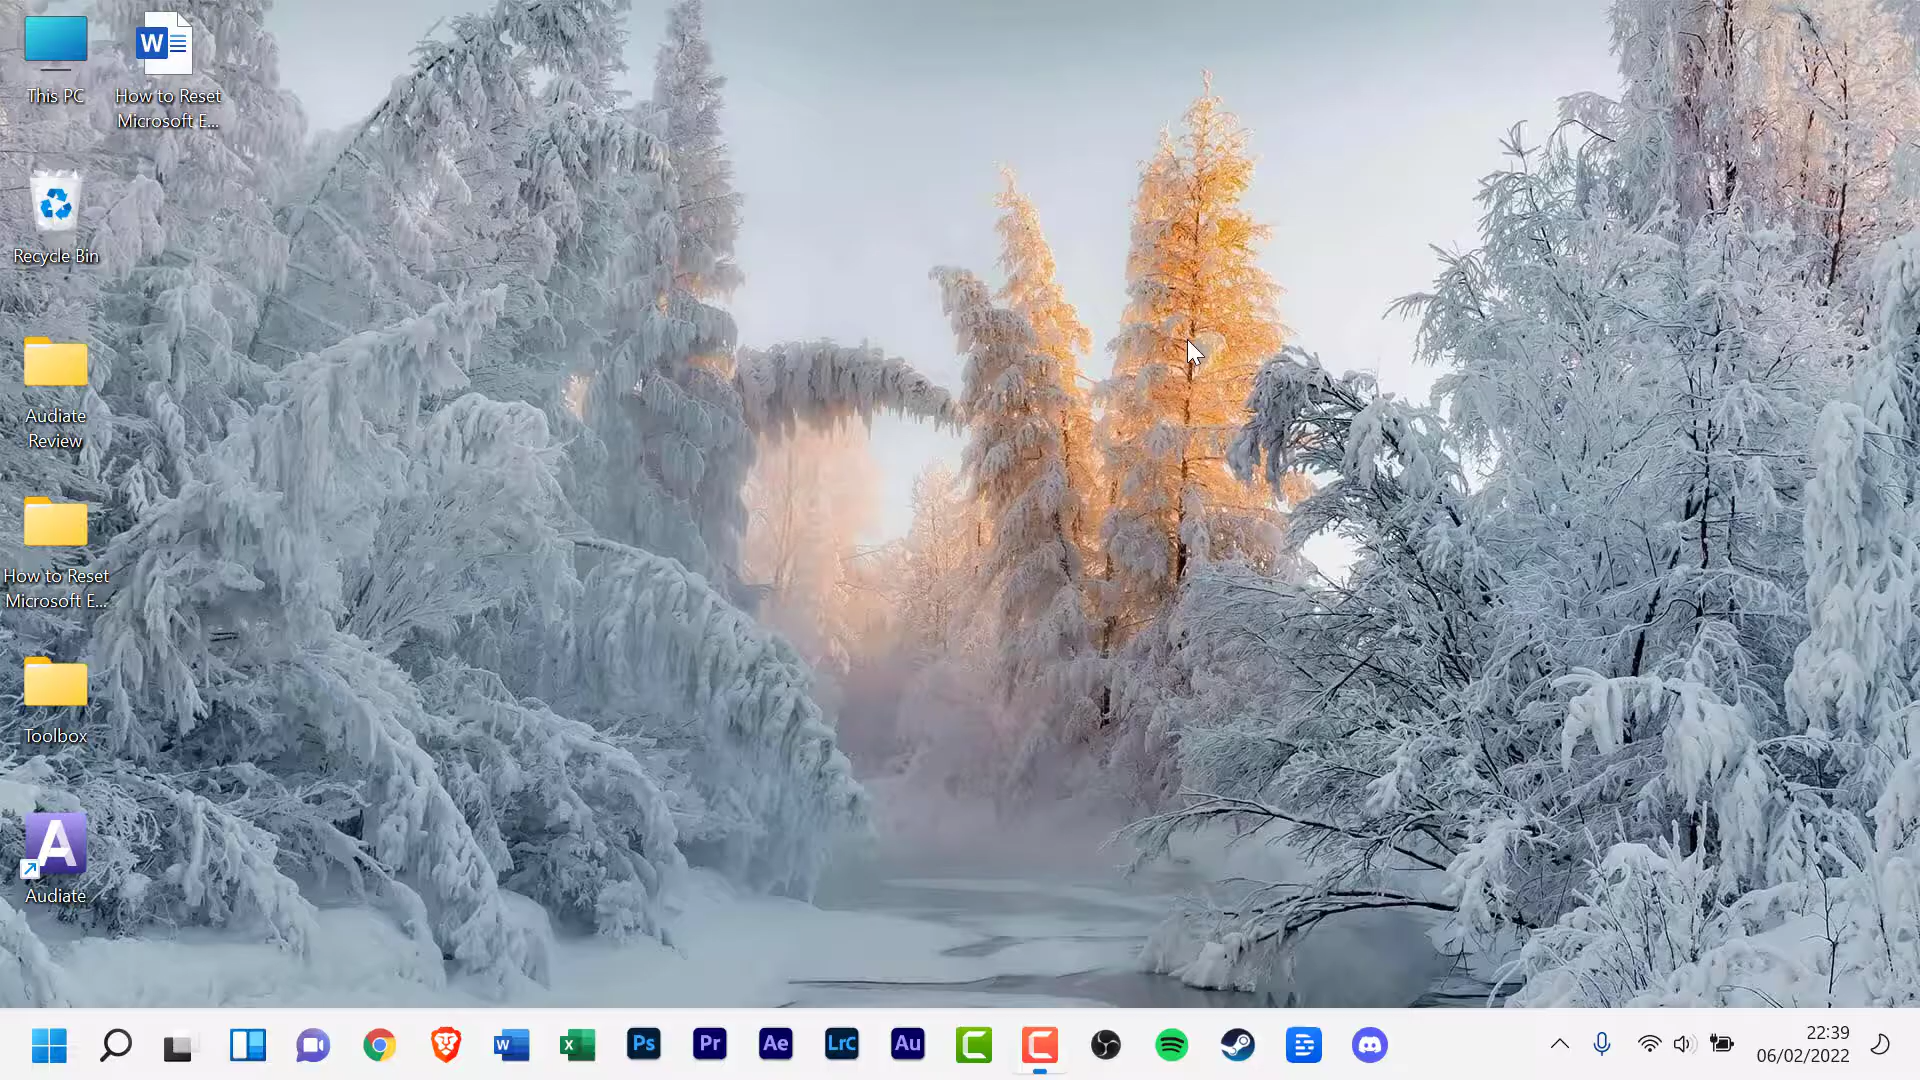 This PC
How to Reset
Microsoft E...
Recycle Bin
Audiate
Review
How to Reset
Microsoft E...
Toolbox
A
Audiate
W
W
X
Ps
Pr
Ae
LrC
Au
22:39
06/02/2022